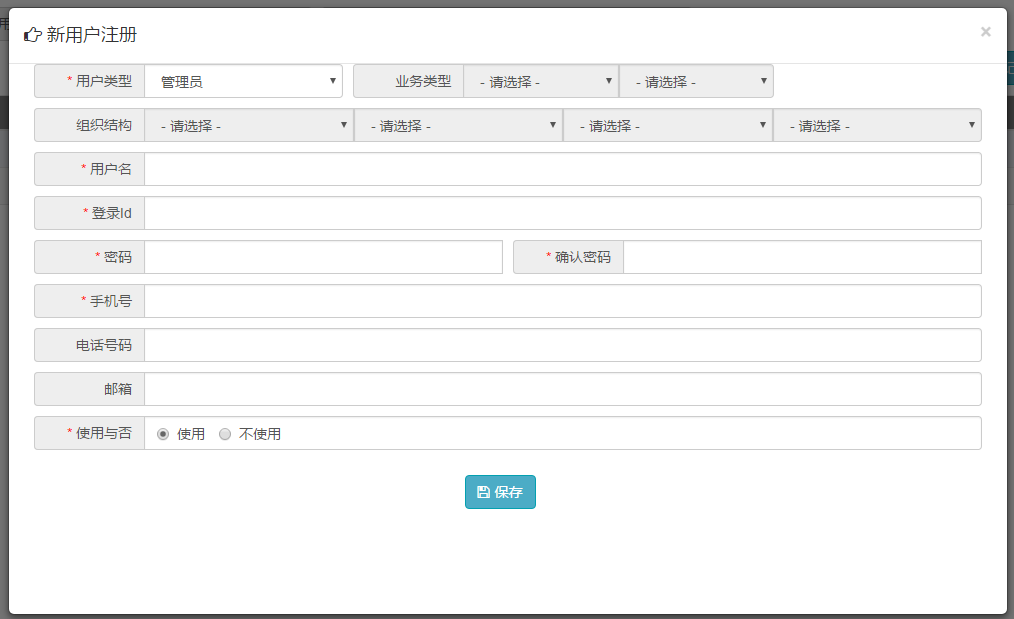 新用户注册 ×
* 用户类型 管理员 业务类型 - 请选择 - - 请选择 -
组织结构 - 请选择 - - 请选择 - - 请选择 - - 请选择 -
* 用户名
* 登录Id
* 密码 * 确认密码
* 手机号
电话号码
邮箱
* 使用与否 使用 不使用
保存